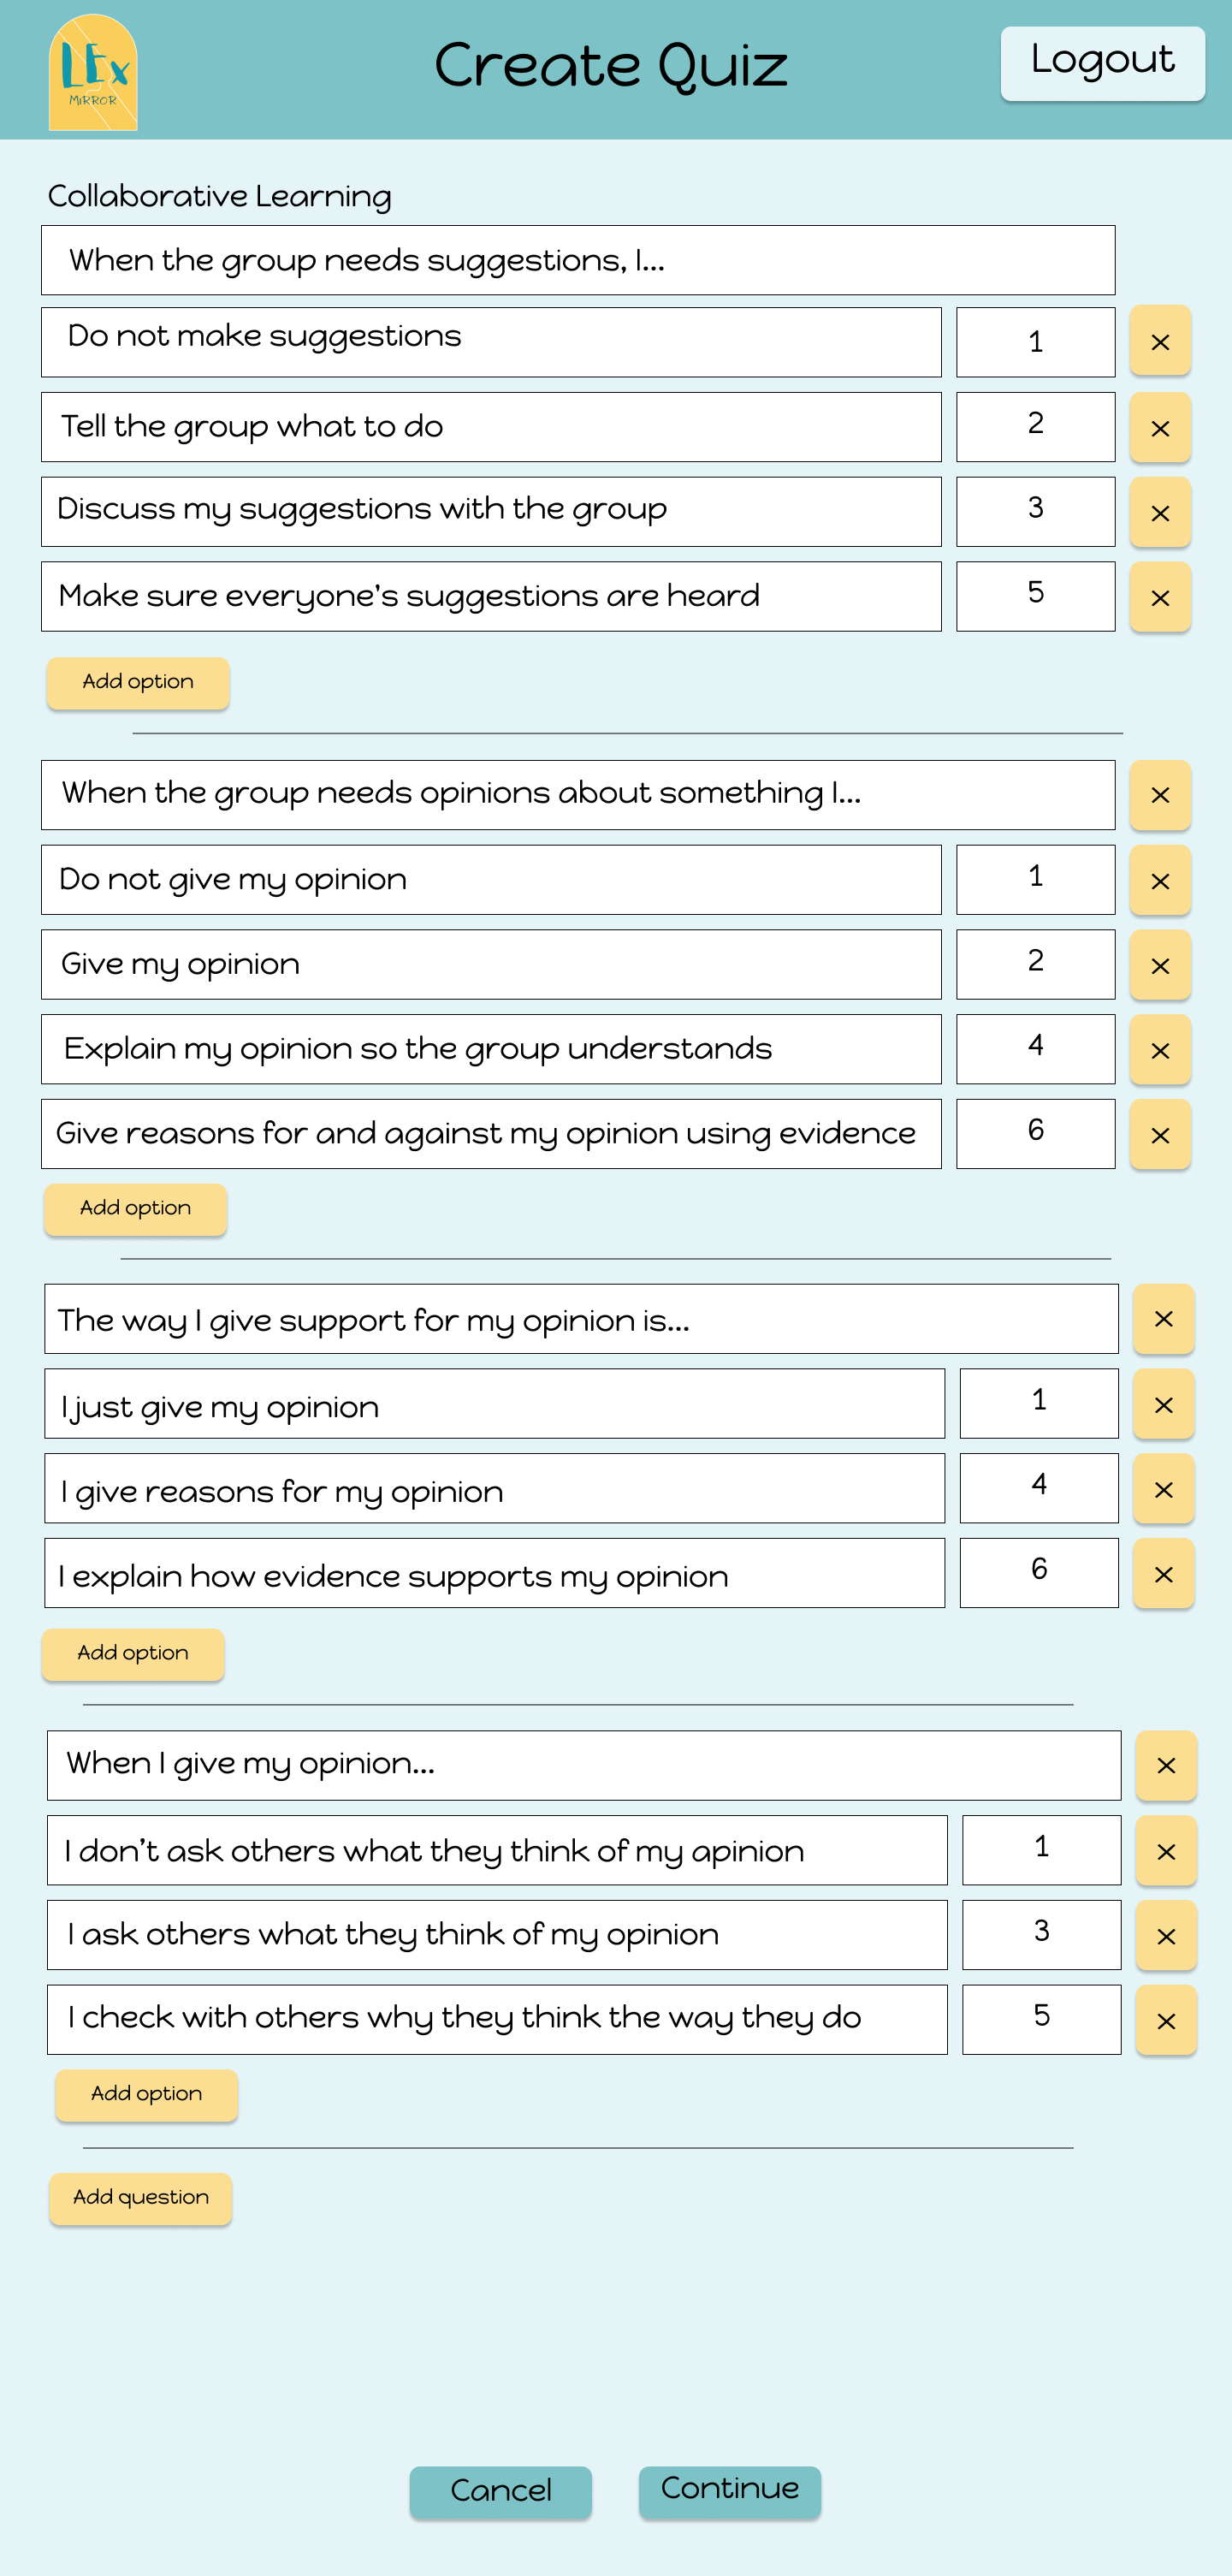 LEx
MIRROR
Create Quiz
Logout
Collaborative Learning
When the group needs suggestions, I...
Do not make suggestions 1 ×
Tell the group what to do 2 ×
Discuss my suggestions with the group 3 ×
Make sure everyone's suggestions are heard 5 ×
Add option
When the group needs opinions about something I... ×
Do not give my opinion 1 ×
Give my opinion 2 ×
Explain my opinion so the group understands 4 ×
Give reasons for and against my opinion using evidence 6 ×
Add option
The way I give support for my opinion is... ×
I just give my opinion 1 ×
I give reasons for my opinion 4 ×
I explain how evidence supports my opinion 6 ×
Add option
When I give my opinion... ×
I don't ask others what they think of my apinion 1 ×
I ask others what they think of my opinion 3 ×
I check with others why they think the way they do 5 ×
Add option
Add question
Cancel
Continue